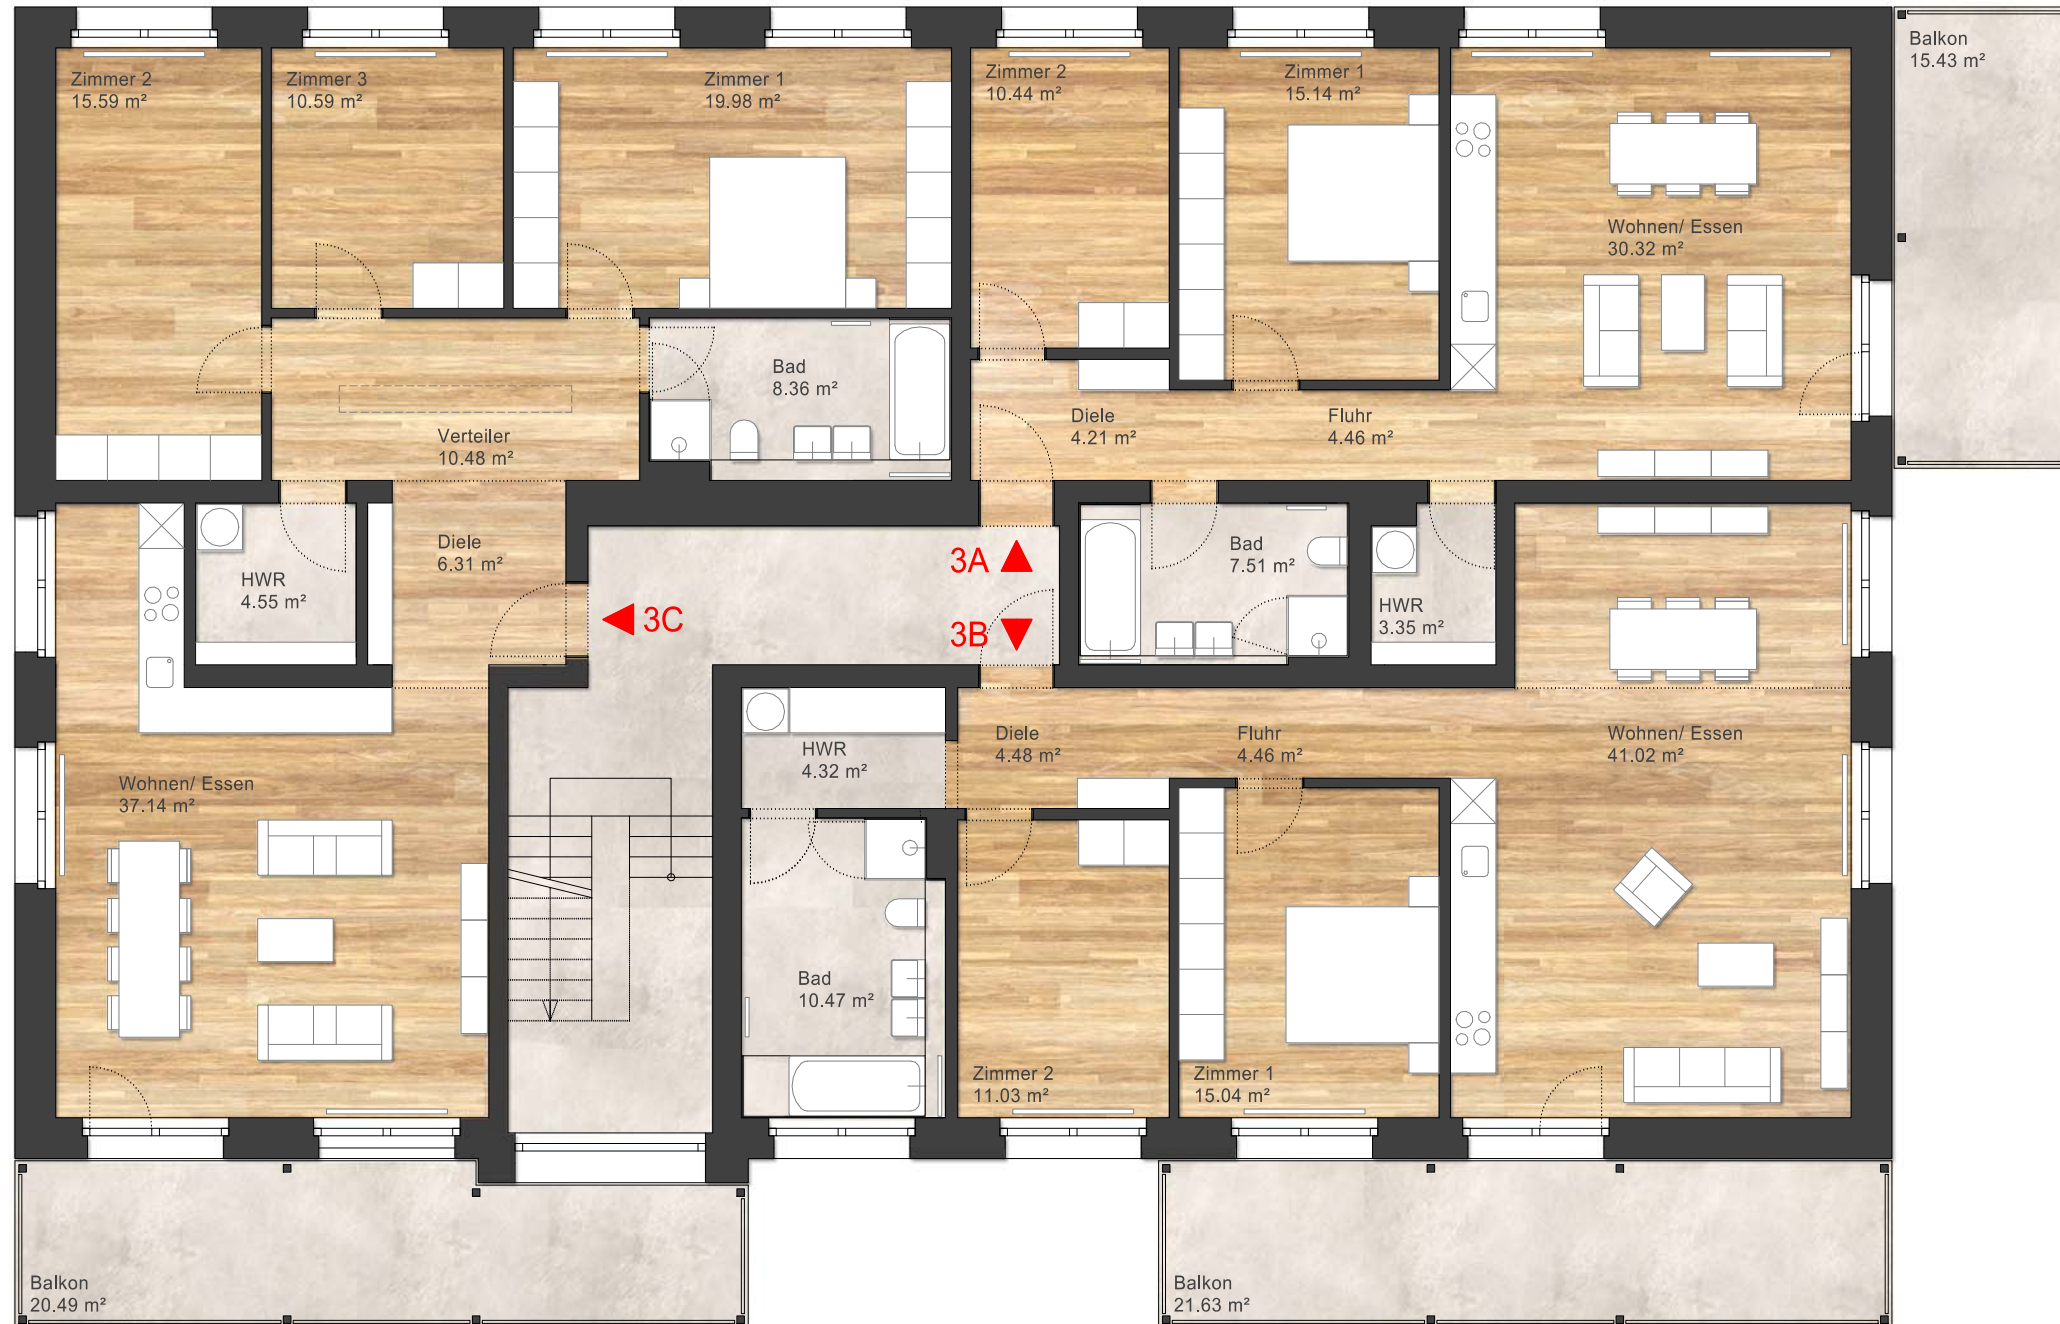 Zimmer 2
15.59 m²
Zimmer 3
10.59 m²
Zimmer 1
19.98 m²
Zimmer 2
10.44 m²
Zimmer 1
15.14 m²
Balkon
15.43 m²
Wohnen/ Essen
30.32 m²
Bad
8.36 m²
Verteiler
10.48 m²
Diele
4.21 m²
Fluhr
4.46 m²
Diele
6.31 m²
HWR
4.55 m²
3A
3B
3C
Bad
7.51 m²
HWR
3.35 m²
HWR
4.32 m²
Diele
4.48 m²
Fluhr
4.46 m²
Wohnen/ Essen
41.02 m²
Wohnen/ Essen
37.14 m²
Bad
10.47 m²
Zimmer 2
11.03 m²
Zimmer 1
15.04 m²
Balkon
20.49 m²
Balkon
21.63 m²